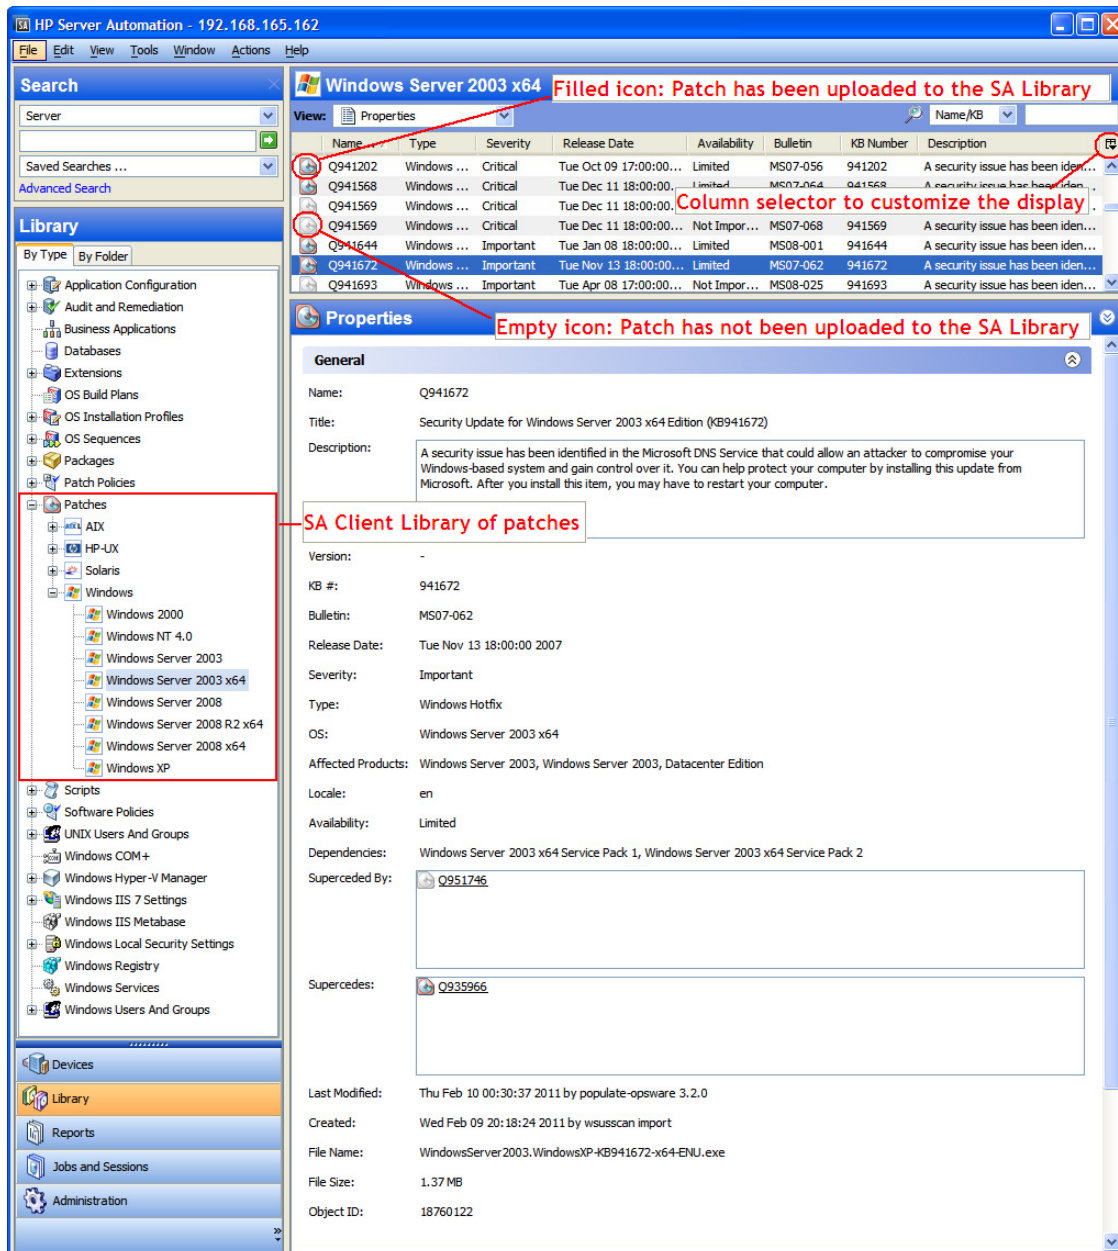 HP Server Automation - 192.168.165.162
File Edit View Tools Window Actions Help
Search
Server
Saved Searches ...
Advanced Search
Library
By Type By Folder
Application Configuration
Audit and Remediation
Business Applications
Databases
Extensions
OS Build Plans
OS Installation Profiles
OS Sequences
Packages
Patch Policies
Patches
AIX
HP-UX
Solaris
Windows
Windows 2000
Windows NT 4.0
Windows Server 2003
Windows Server 2003 x64
Windows Server 2008
Windows Server 2008 R2 x64
Windows Server 2008 x64
Windows XP
Scripts
Software Policies
UNIX Users And Groups
Windows COM+
Windows Hyper-V Manager
Windows IIS 7 Settings
Windows IIS Metabase
Windows Local Security Settings
Windows Registry
Windows Services
Windows Users And Groups
Devices
Library
Reports
Jobs and Sessions
Administration
Windows Server 2003 x64
Filled icon: Patch has been uploaded to the SA Library
View: Properties Name/KB
Name Type Severity Release Date Availability Bulletin KB Number Description
Q941202 Windows ... Critical Tue Oct 09 17:00:00... Limited MS07-056 941202 A security issue has been iden...
Q941568 Windows ... Critical Tue Dec 11 18:00:00... Limited MS07-064 941568 A security issue has been iden...
Q941569 Windows ... Critical Tue Dec 11 18:00:00...
Column selector to customize the display
Q941569 Windows ... Critical Tue Dec 11 18:00:00... Not Impor... MS07-068 941569 A security issue has been iden...
Q941644 Windows ... Important Tue Jan 08 18:00:00... Limited MS08-001 941644 A security issue has been iden...
Q941672 Windows ... Important Tue Nov 13 18:00:00... Limited MS07-062 941672 A security issue has been iden...
Q941693 Windows ... Important Tue Apr 08 17:00:00... Not Impor... MS08-025 941693 A security issue has been iden...
Properties
Empty icon: Patch has not been uploaded to the SA Library
General
Name: Q941672
Title: Security Update for Windows Server 2003 x64 Edition (KB941672)
Description: A security issue has been identified in the Microsoft DNS Service that could allow an attacker to compromise your
Windows-based system and gain control over it. You can help protect your computer by installing this update from
Microsoft. After you install this item, you may have to restart your computer.
SA Client Library of patches
Version: -
KB #: 941672
Bulletin: MS07-062
Release Date: Tue Nov 13 18:00:00 2007
Severity: Important
Type: Windows Hotfix
OS: Windows Server 2003 x64
Affected Products: Windows Server 2003, Windows Server 2003, Datacenter Edition
Locale: en
Availability: Limited
Dependencies: Windows Server 2003 x64 Service Pack 1, Windows Server 2003 x64 Service Pack 2
Superceded By: Q951746
Supercedes: Q935966
Last Modified: Thu Feb 10 00:30:37 2011 by populate-opsware 3.2.0
Created: Wed Feb 09 20:18:24 2011 by wsusscan import
File Name: WindowsServer2003.WindowsXP-KB941672-x64-ENU.exe
File Size: 1.37 MB
Object ID: 18760122